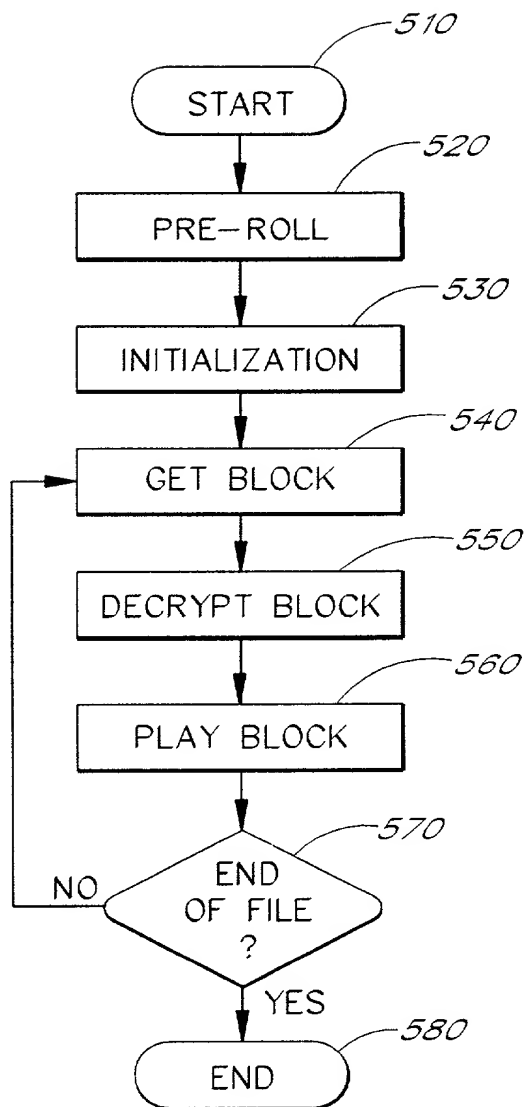 510
START
520
PRE-ROLL
530
INITIALIZATION
540
GET BLOCK
550
DECRYPT BLOCK
560
PLAY BLOCK
570
END
OF FILE
?
NO
YES
580
END